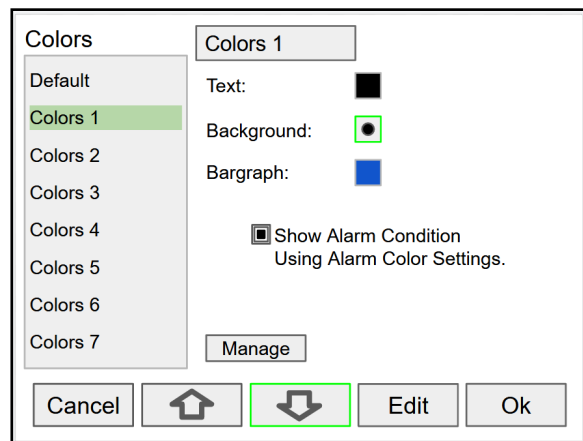 Colors
Default
Colors 1
Colors 2
Colors 3
Colors 4
Colors 5
Colors 6
Colors 7
Colors 1
Text:
Background:
Bargraph:
Show Alarm Condition
Using Alarm Color Settings.
Manage
Cancel
Edit
Ok